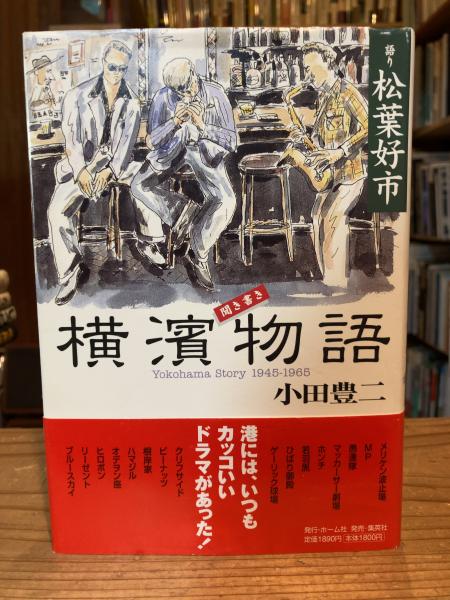 語り 松葉好市
聞き書き
横濱物語
Yokohama Story 1945-1965
小田豊二
港には、いつも
カッコいい
ドラマがあった!
メリケン波止場
MP
愚連隊
マッカーサー劇場
ホンチ
若羽黒
ひばり御殿
ゲーリック球場
クリフサイド
ピーナッツ
根岸家
ハマジル
オデヲン座
ヒロポン
リーゼント
ブルースカイ
発行・ホーム社 発売・集英社
定価1890円 本体1800円